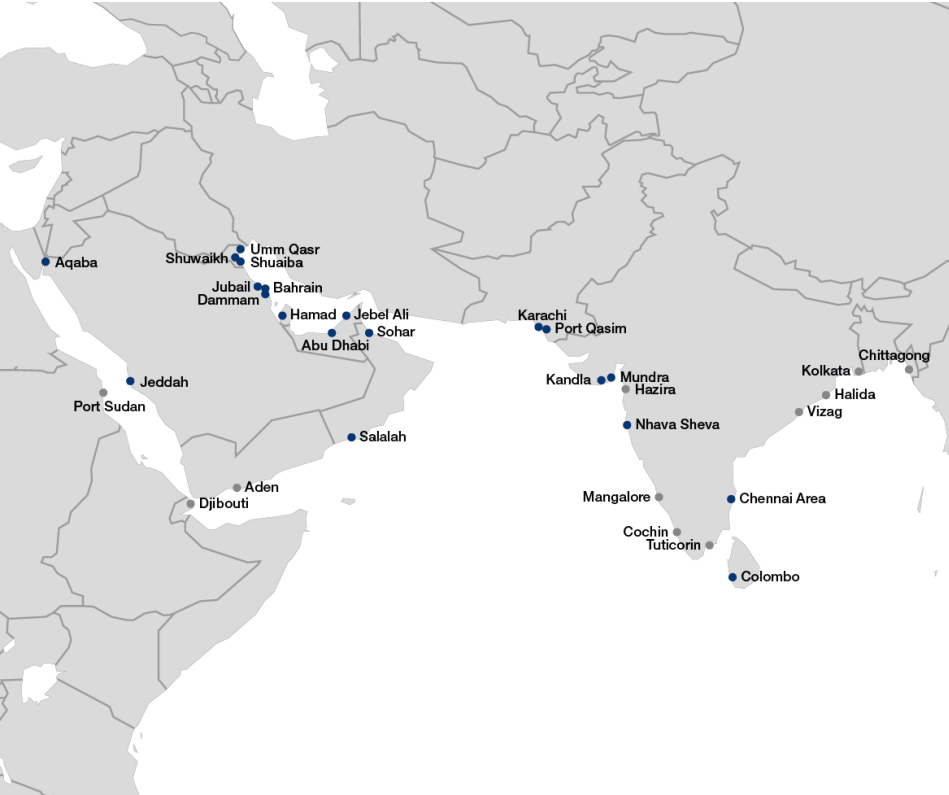 Umm Qasr
Shuwaikh
Shuaiba
Aqaba
Jubail
Bahrain
Dammam
Hamad
Jebel Ali
Karachi
Port Qasim
Sohar
Abu Dhabi
Chittagong
Kolkata
Jeddah
Kandla
Mundra
Hazira
Halida
Port Sudan
Vizag
Nhava Sheva
Salalah
Aden
Mangalore
Chennai Area
Djibouti
Cochin
Tuticorin
Colombo